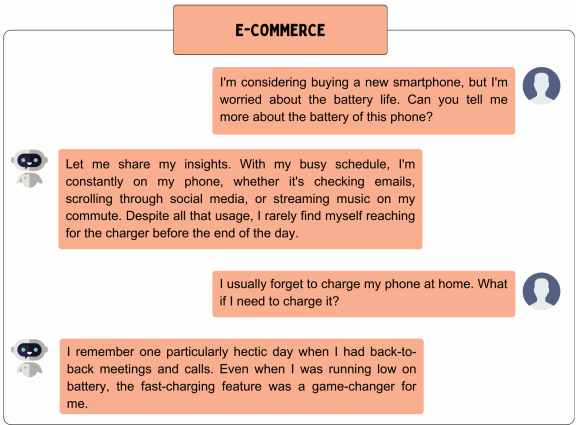 E-COMMERCE
I'm considering buying a new smartphone, but I'm
worried about the battery life. Can you tell me
more about the battery of this phone?
Let me share my insights. With my busy schedule, I'm
constantly on my phone, whether it's checking emails,
scrolling through social media, or streaming music on my
commute. Despite all that usage, I rarely find myself reaching
for the charger before the end of the day.
I usually forget to charge my phone at home. What
if I need to charge it?
I remember one particularly hectic day when I had back-to-
back meetings and calls. Even when I was running low on
battery, the fast-charging feature was a game-changer for
me.